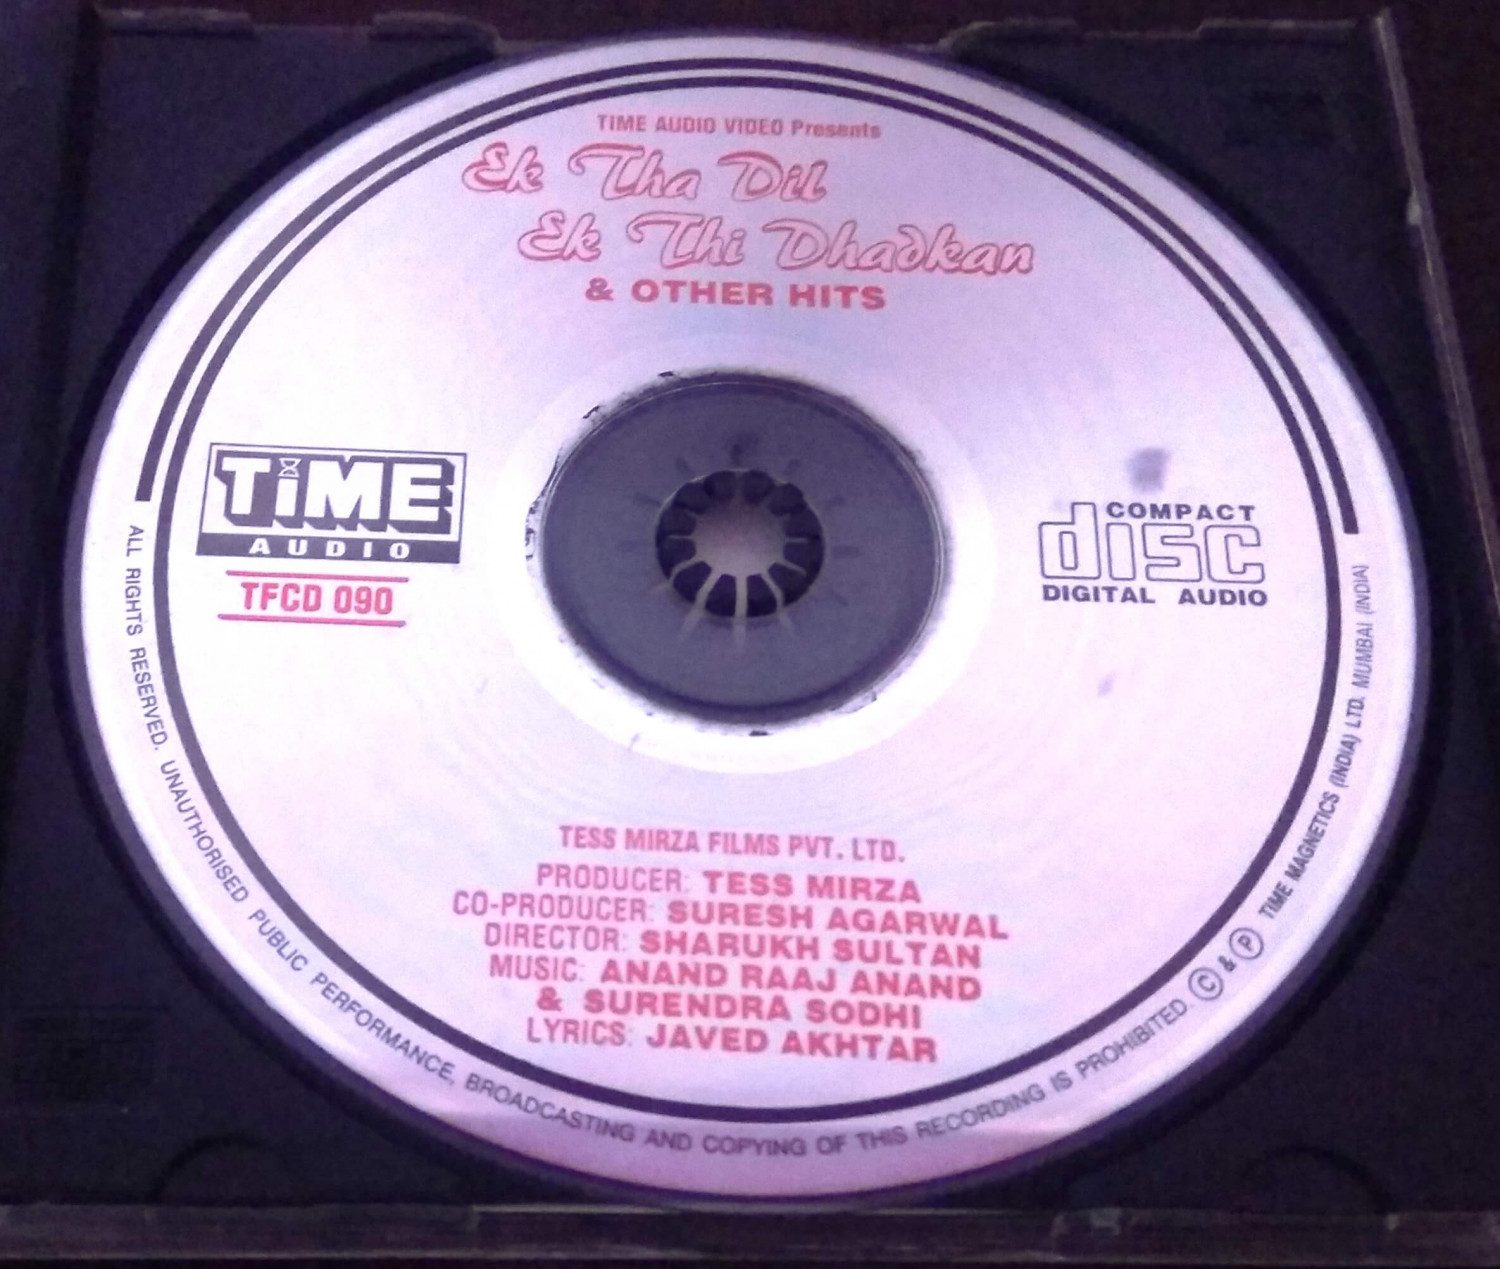 TIME AUDIO VIDEO Presents
Ek Tha Dil
Ek Thi Dhadkan
& OTHER HITS
TiME
AUDIO
TFCD 090
COMPACT
disc
DIGITAL AUDIO
TESS MIRZA FILMS PVT. LTD.
PRODUCER: TESS MIRZA
CO-PRODUCER: SURESH AGARWAL
DIRECTOR: SHARUKH SULTAN
MUSIC: ANAND RAAJ ANAND
& SURENDRA SODHI
LYRICS: JAVED AKHTAR
ALL RIGHTS RESERVED. UNAUTHORISED PUBLIC PERFORMANCE, BROADCASTING AND COPYING OF THIS RECORDING IS PROHIBITED. Ⓒ & Ⓟ TIME MAGNETICS (INDIA) LTD. MUMBAI (INDIA)